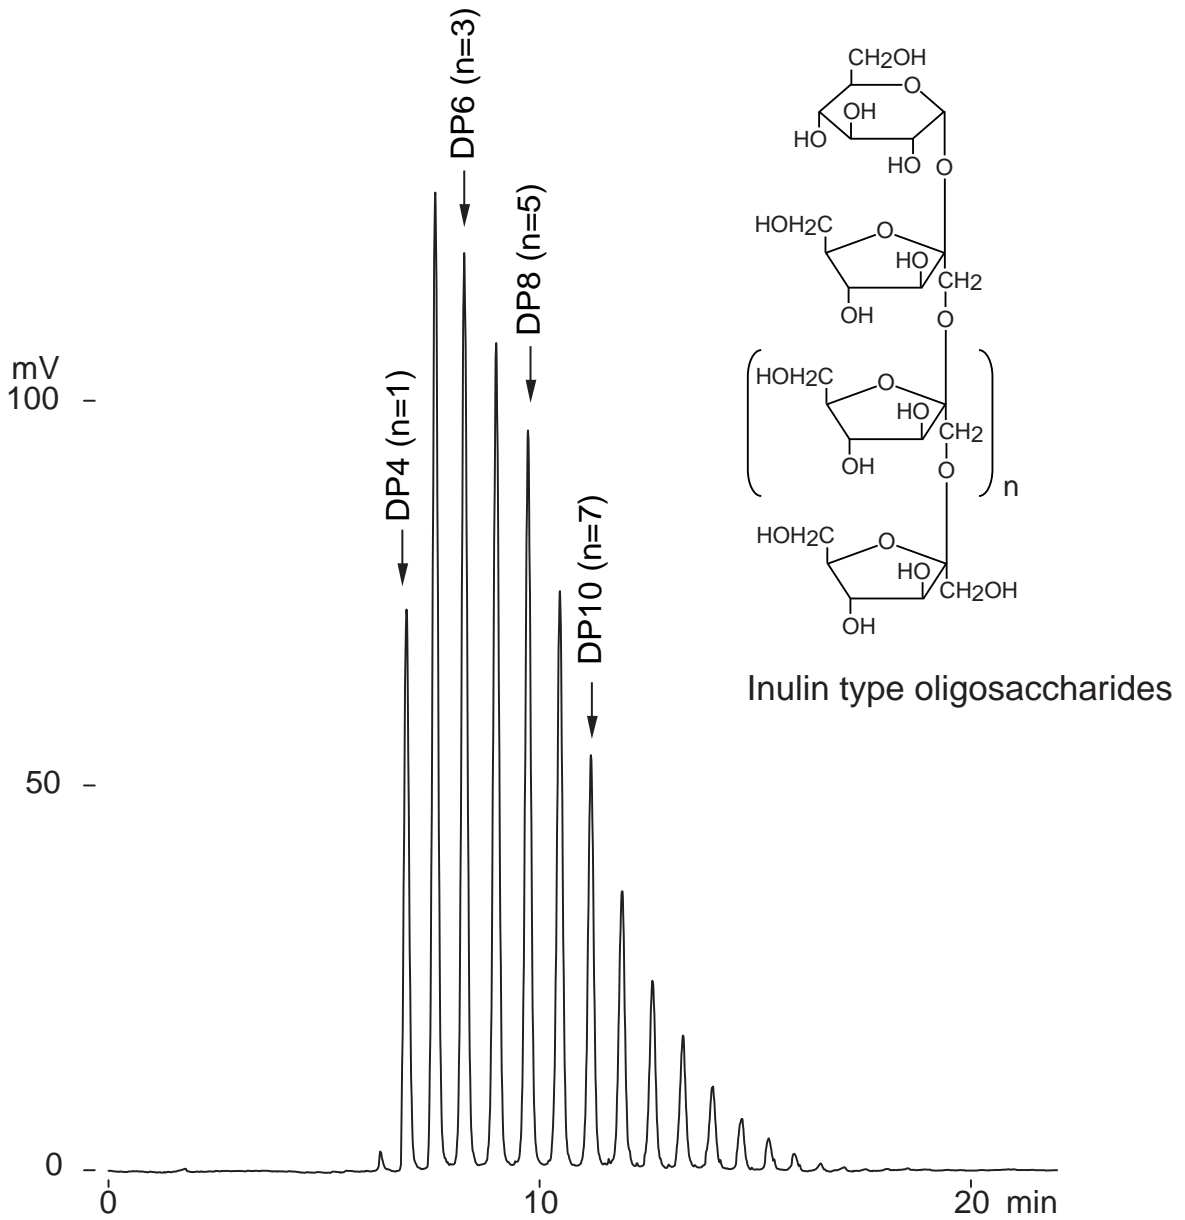 DP6 (n=3)
DP8 (n=5)
DP4 (n=1)
DP10 (n=7)
mV
100
50
0
0
10
20 min
CH2OH
O
OH
HO
HO
O
HOH2C
O
HO
CH2
OH
O
HOH2C
O
HO
CH2
OH
O
n
HOH2C
O
HO
CH2OH
OH
Inulin type oligosaccharides